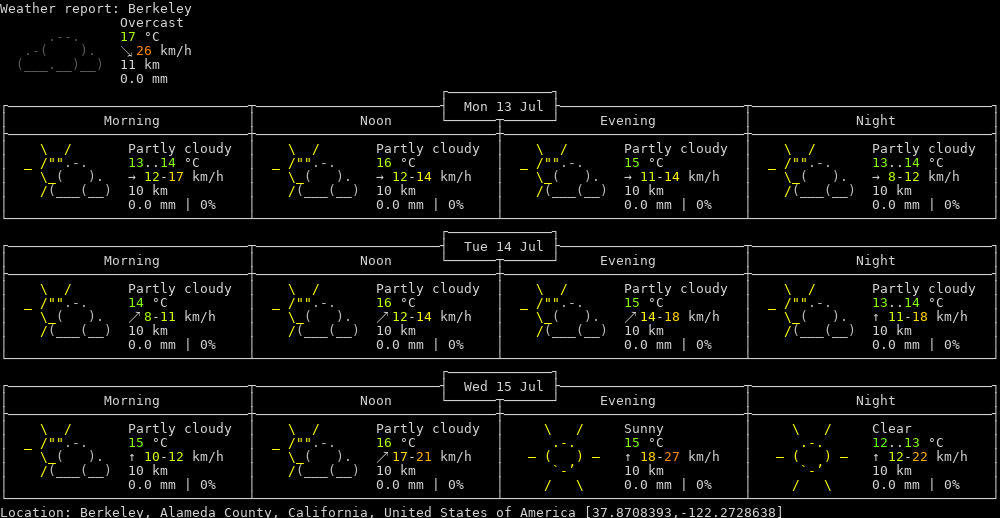 Weather report: Berkeley
Overcast
17 °C
↘ 26 km/h
11 km
0.0 mm
Mon 13 Jul
Morning Noon Evening Night
Partly cloudy Partly cloudy Partly cloudy Partly cloudy
13..14 °C 16 °C 15 °C 13..14 °C
→ 12-17 km/h → 12-14 km/h → 11-14 km/h → 8-12 km/h
10 km 10 km 10 km 10 km
0.0 mm | 0% 0.0 mm | 0% 0.0 mm | 0% 0.0 mm | 0%
Tue 14 Jul
Morning Noon Evening Night
Partly cloudy Partly cloudy Partly cloudy Partly cloudy
14 °C 16 °C 15 °C 13..14 °C
↗ 8-11 km/h ↗ 12-14 km/h ↗ 14-18 km/h ↑ 11-18 km/h
10 km 10 km 10 km 10 km
0.0 mm | 0% 0.0 mm | 0% 0.0 mm | 0% 0.0 mm | 0%
Wed 15 Jul
Morning Noon Evening Night
Partly cloudy Partly cloudy Sunny Clear
15 °C 16 °C 15 °C 12..13 °C
↑ 10-12 km/h ↗ 17-21 km/h ↑ 18-27 km/h ↑ 12-22 km/h
10 km 10 km 10 km 10 km
0.0 mm | 0% 0.0 mm | 0% 0.0 mm | 0% 0.0 mm | 0%
Location: Berkeley, Alameda County, California, United States of America [37.8708393,-122.2728638]